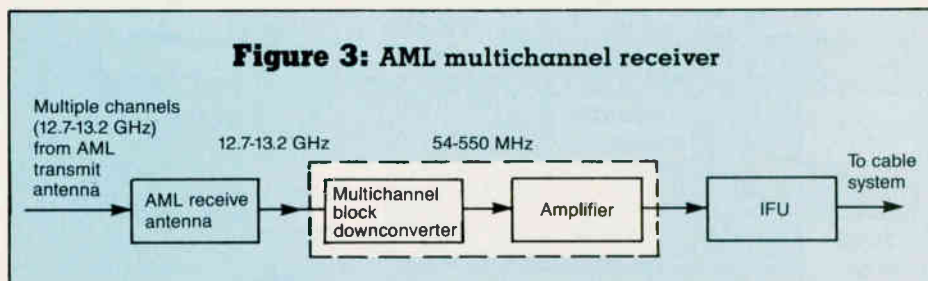 Figure 3: AML multichannel receiver
Multiple channels
(12.7-13.2 GHz)
from AML
transmit
antenna
12.7-13.2 GHz
54-550 MHz
To cable
system
AML receive
antenna
Multichannel
block
downconverter
Amplifier
IFU